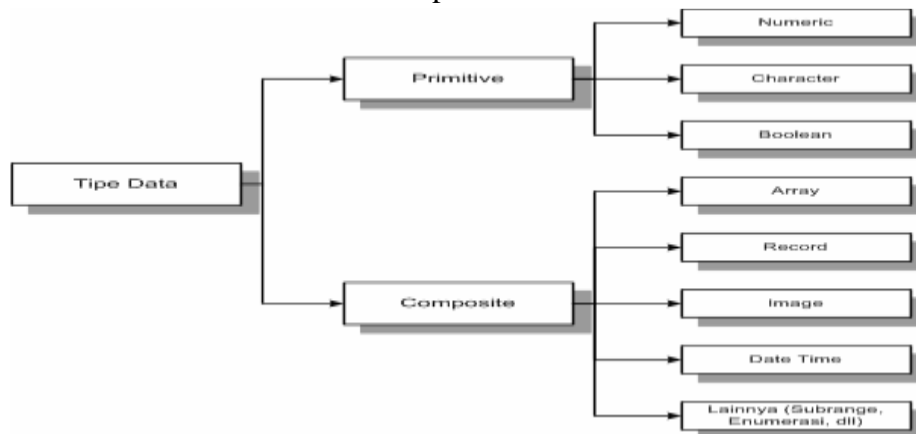 Tipe Data
Primitive
Numeric
Character
Boolean
Composite
Array
Record
Image
Date Time
Lainnya (Subrange,
Enumerasi, dll)